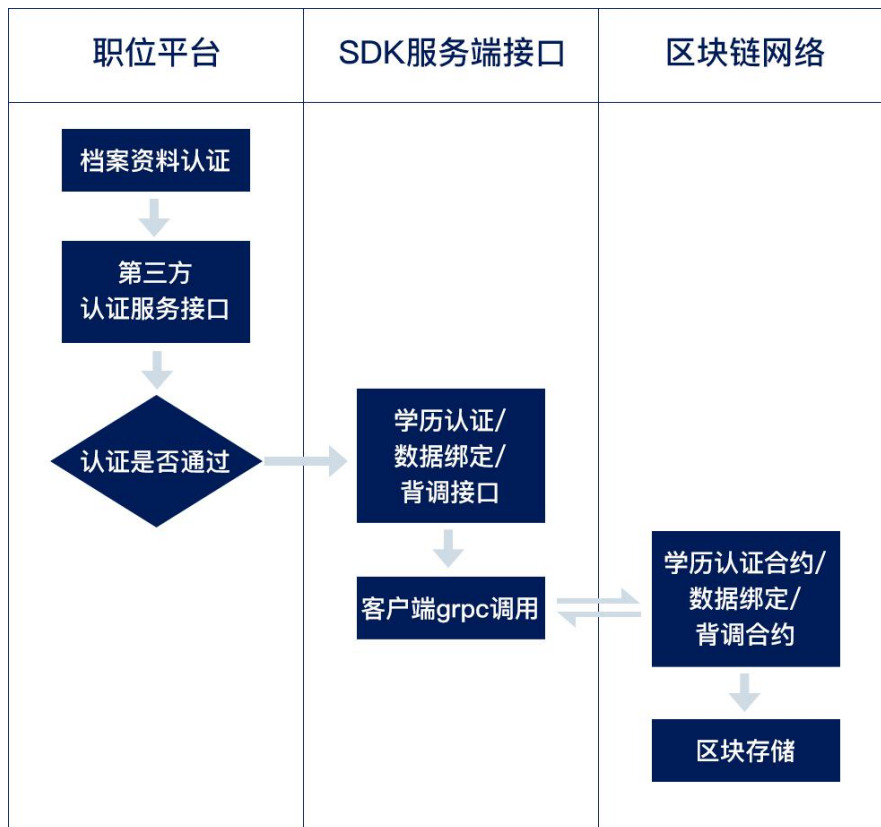 职位平台
SDK服务端接口
区块链网络
档案资料认证
第三方
认证服务接口
认证是否通过
学历认证/
数据绑定/
背调接口
客户端grpc调用
学历认证合约/
数据绑定/
背调合约
区块存储